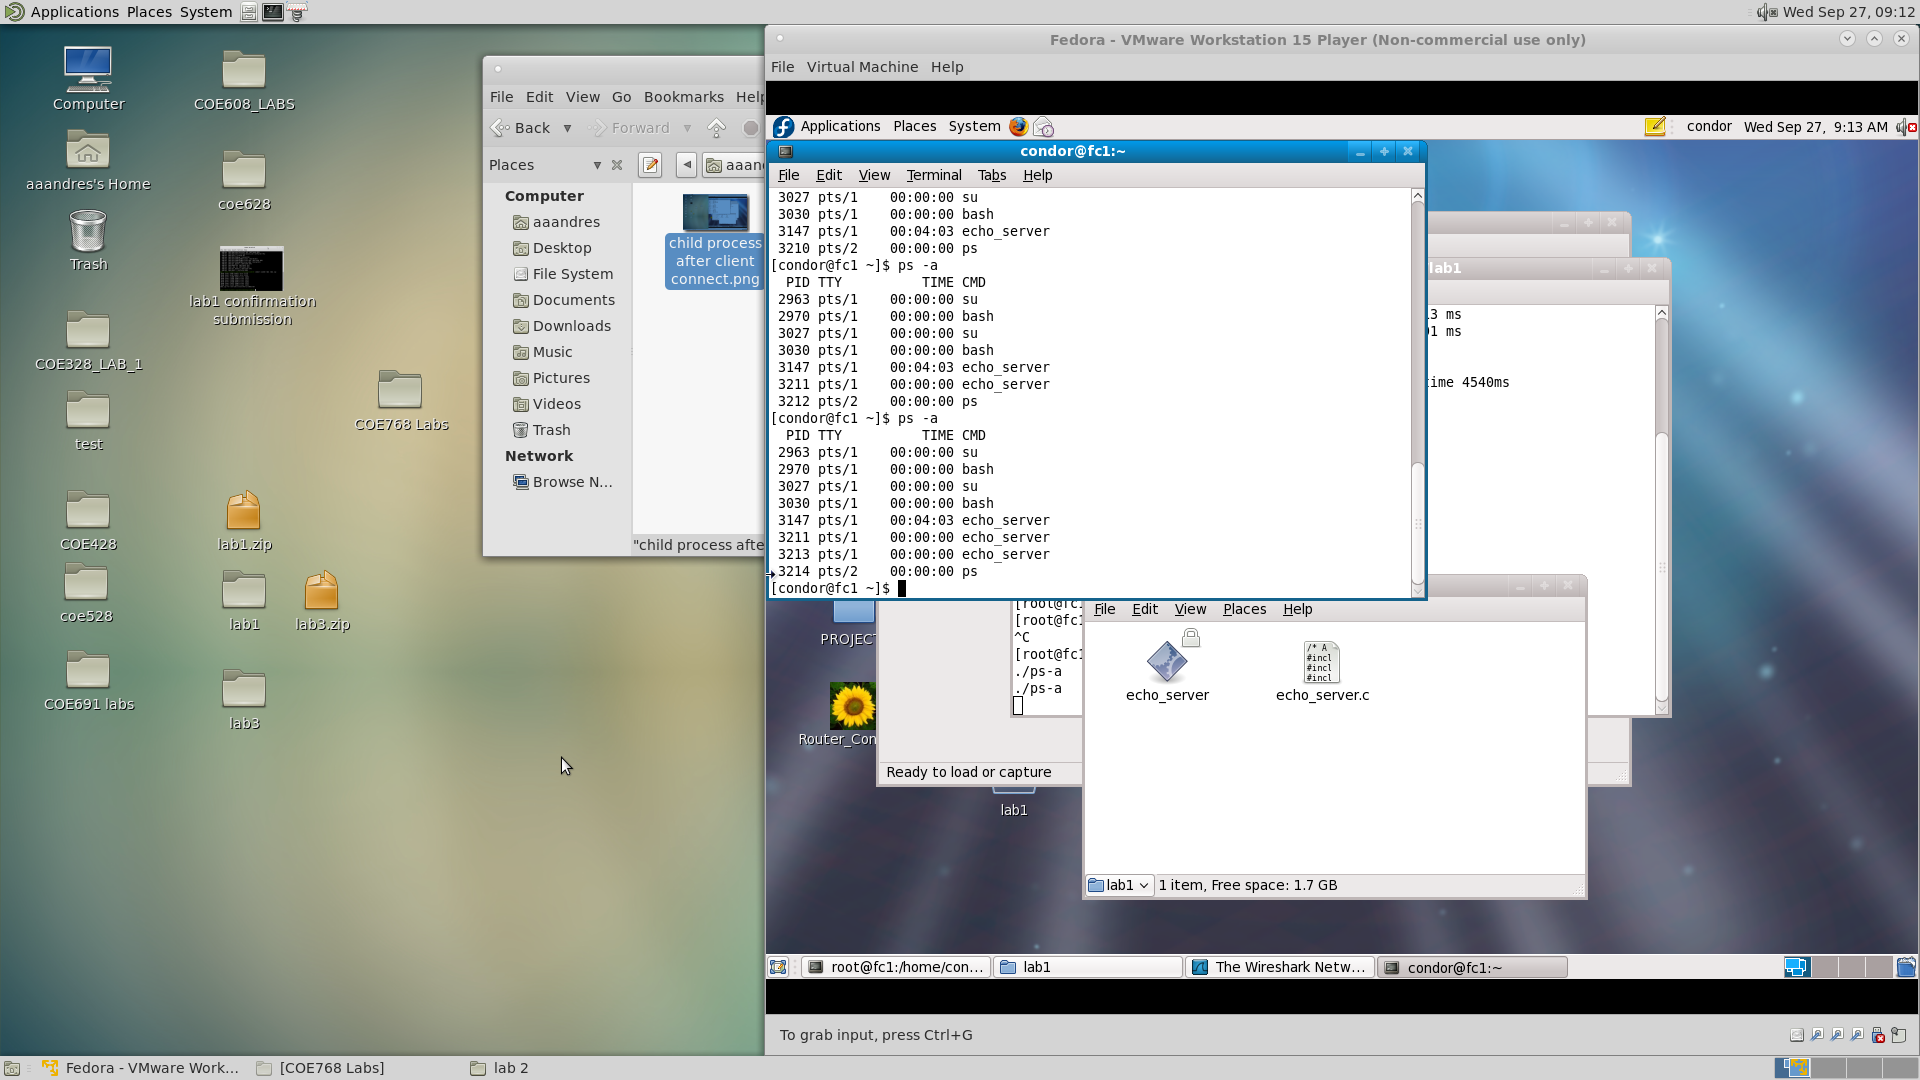 Applications Places System
Wed Sep 27, 09:12
Computer
COE608_LABS
aaandres's Home
coe628
Trash
lab1 confirmation
submission
COE328_LAB_1
test
COE768 Labs
COE428
lab1.zip
coe528
lab1
lab3.zip
COE691 labs
lab3
File Edit View Go Bookmarks Help
Back
Forward
Places
aaand
Computer
aaandres
Desktop
File System
Documents
Downloads
Music
Pictures
Videos
Trash
Network
Browse N...
child process
after client
connect.png
"child process afte
Fedora - VMware Workstation 15 Player (Non-commercial use only)
File Virtual Machine Help
Applications Places System
condor Wed Sep 27, 9:13 AM
condor@fc1:~
File Edit View Terminal Tabs Help
3027 pts/1 00:00:00 su
3030 pts/1 00:00:00 bash
3147 pts/1 00:04:03 echo_server
3210 pts/2 00:00:00 ps
[condor@fc1 ~]$ ps -a
PID TTY TIME CMD
2963 pts/1 00:00:00 su
2970 pts/1 00:00:00 bash
3027 pts/1 00:00:00 su
3030 pts/1 00:00:00 bash
3147 pts/1 00:04:03 echo_server
3211 pts/1 00:00:00 echo_server
3212 pts/2 00:00:00 ps
[condor@fc1 ~]$ ps -a
PID TTY TIME CMD
2963 pts/1 00:00:00 su
2970 pts/1 00:00:00 bash
3027 pts/1 00:00:00 su
3030 pts/1 00:00:00 bash
3147 pts/1 00:04:03 echo_server
3211 pts/1 00:00:00 echo_server
3213 pts/1 00:00:00 echo_server
3214 pts/2 00:00:00 ps
[condor@fc1 ~]$
lab1
3 ms
1 ms
ime 4540ms
[root@fc1
[root@fc1
^C
[root@fc1
./ps-a
./ps-a
PROJECT
Router_Con
Ready to load or capture
lab1
File Edit View Places Help
/* A
#incl
#incl
#incl
echo_server
echo_server.c
lab1
1 item, Free space: 1.7 GB
root@fc1:/home/con...
lab1
The Wireshark Netw...
condor@fc1:~
To grab input, press Ctrl+G
Fedora - VMware Work...
[COE768 Labs]
lab 2